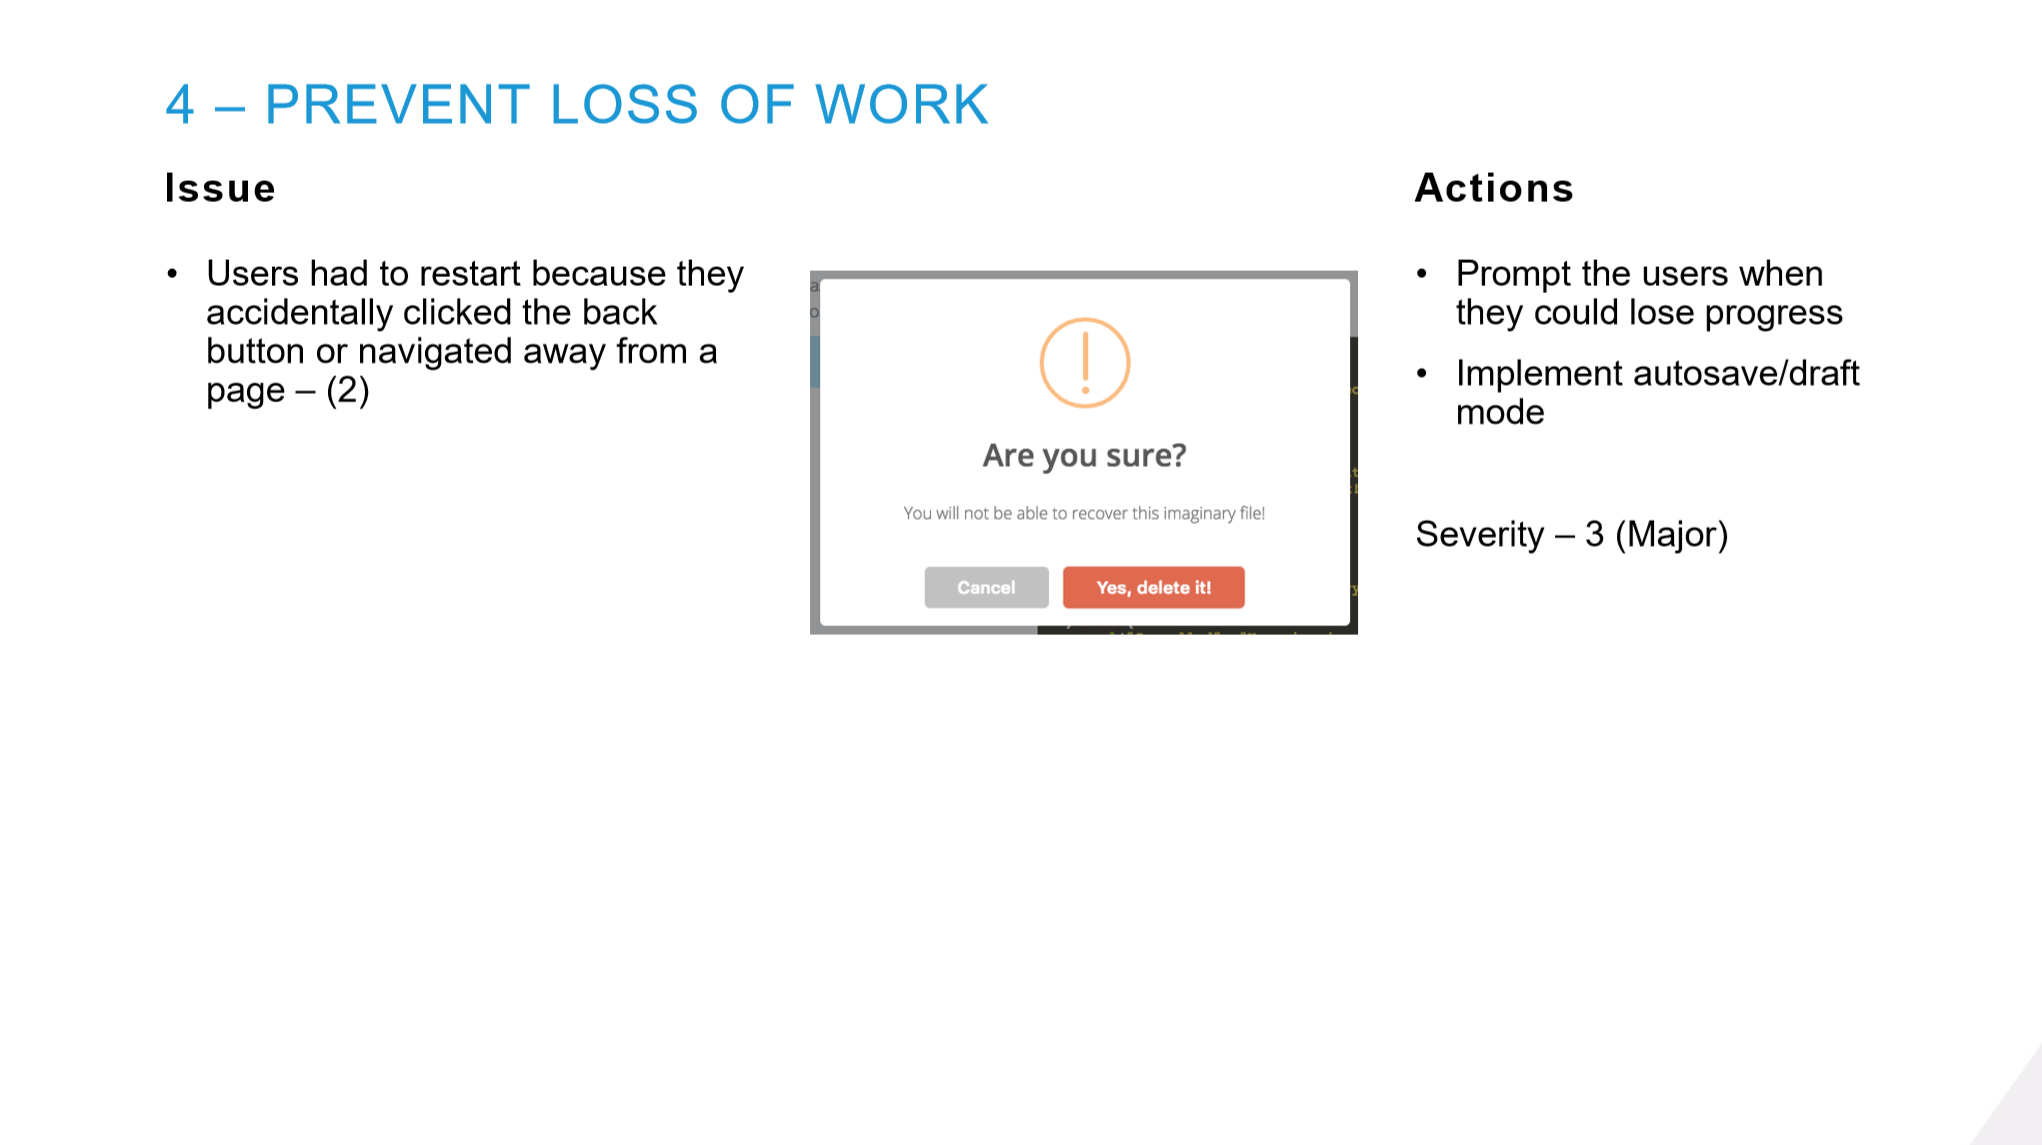 4 – PREVENT LOSS OF WORK
Issue
• Users had to restart because they
accidentally clicked the back
button or navigated away from a
page – (2)
Are you sure?
You will not be able to recover this imaginary file!
Cancel
Yes, delete it!
Actions
• Prompt the users when
they could lose progress
• Implement autosave/draft
mode
Severity – 3 (Major)